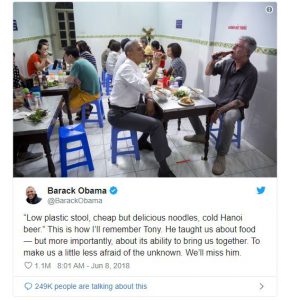 Barack Obama
@BarackObama
“Low plastic stool, cheap but delicious noodles, cold Hanoi
beer.” This is how I’ll remember Tony. He taught us about food
— but more importantly, about its ability to bring us together. To
make us a little less afraid of the unknown. We’ll miss him.
1.1M 8:01 AM - Jun 8, 2018
249K people are talking about this